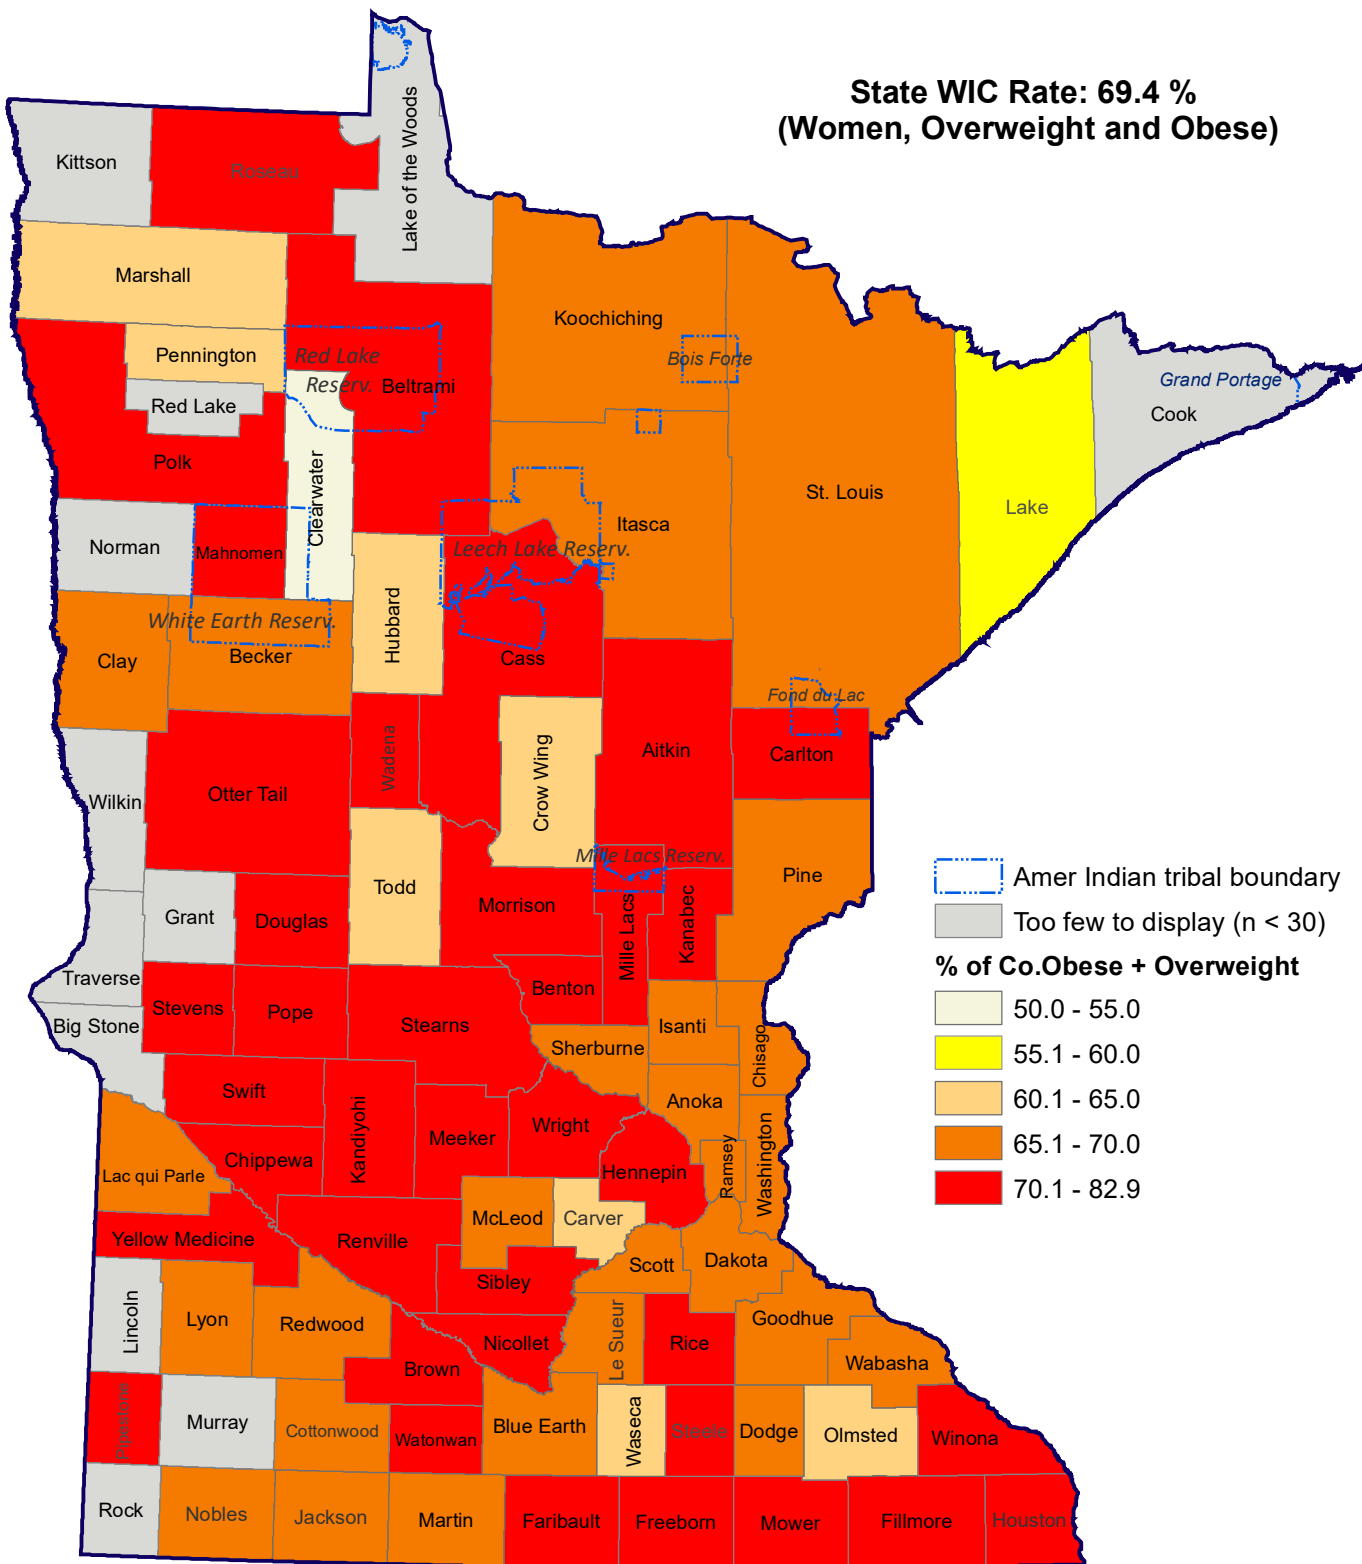 State WIC Rate: 69.4 %
(Women, Overweight and Obese)
Kittson
Roseau
Lake of the Woods
Marshall
Koochiching
Pennington
Red Lake
Reserv.
Beltrami
Bois Forte
Grand Portage
Cook
Red Lake
Polk
Clearwater
St. Louis
Lake
Itasca
Norman
Mahnomen
Leech Lake Reserv.
White Earth Reserv.
Hubbard
Clay
Becker
Cass
Fond du Lac
Wadena
Crow Wing
Aitkin
Carlton
Otter Tail
Wilkin
Mille Lacs Reserv.
Pine
Todd
Grant
Douglas
Morrison
Mille Lacs
Kanabec
Amer Indian tribal boundary
Too few to display (n < 30)
% of Co.Obese + Overweight
50.0 - 55.0
55.1 - 60.0
60.1 - 65.0
65.1 - 70.0
70.1 - 82.9
Traverse
Benton
Stevens
Pope
Stearns
Big Stone
Isanti
Sherburne
Chisago
Swift
Kandiyohi
Meeker
Wright
Anoka
Ramsey
Washington
Chippewa
Hennepin
Lac qui Parle
McLeod
Carver
Yellow Medicine
Renville
Scott
Dakota
Sibley
Lincoln
Lyon
Redwood
Nicollet
Le Sueur
Rice
Goodhue
Wabasha
Brown
Pipestone
Murray
Cottonwood
Watonwan
Blue Earth
Waseca
Steele
Dodge
Olmsted
Winona
Rock
Nobles
Jackson
Martin
Faribault
Freeborn
Mower
Fillmore
Houston